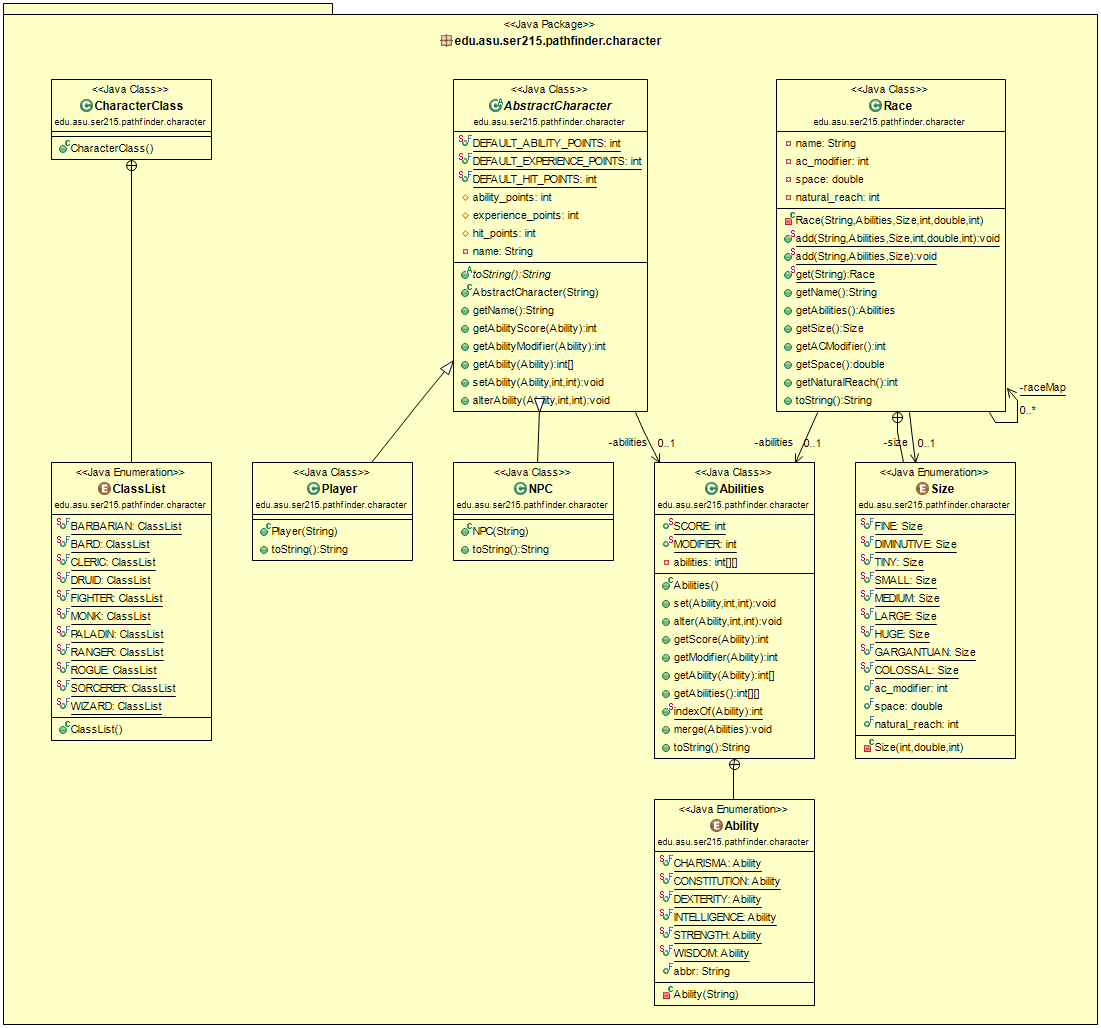 <<Java Package>>
edu.asu.ser215.pathfinder.character
<<Java Class>>
CharacterClass
edu.asu.ser215.pathfinder.character
CharacterClass()
<<Java Class>>
AbstractCharacter
edu.asu.ser215.pathfinder.character
DEFAULT_ABILITY_POINTS: int
DEFAULT_EXPERIENCE_POINTS: int
DEFAULT_HIT_POINTS: int
ability_points: int
experience_points: int
hit_points: int
name: String
toString():String
AbstractCharacter(String)
getName():String
getAbilityScore(Ability):int
getAbilityModifier(Ability):int
getAbility(Ability):int[]
setAbility(Ability,int,int):void
alterAbility(Ability,int,int):void
<<Java Class>>
Race
edu.asu.ser215.pathfinder.character
name: String
ac_modifier: int
space: double
natural_reach: int
Race(String,Abilities,Size,int,double,int)
add(String,Abilities,Size,int,double,int):void
add(String,Abilities,Size):void
get(String):Race
getName():String
getAbilities():Abilities
getSize():Size
getACModifier():int
getSpace():double
getNaturalReach():int
toString():String
-raceMap
0..*
-abilities 0..1
-abilities 0..1
-size 0..1
<<Java Enumeration>>
ClassList
edu.asu.ser215.pathfinder.character
BARBARIAN: ClassList
BARD: ClassList
CLERIC: ClassList
DRUID: ClassList
FIGHTER: ClassList
MONK: ClassList
PALADIN: ClassList
RANGER: ClassList
ROGUE: ClassList
SORCERER: ClassList
WIZARD: ClassList
ClassList()
<<Java Class>>
Player
edu.asu.ser215.pathfinder.character
Player(String)
toString():String
<<Java Class>>
NPC
edu.asu.ser215.pathfinder.character
NPC(String)
toString():String
<<Java Class>>
Abilities
edu.asu.ser215.pathfinder.character
SCORE: int
MODIFIER: int
abilities: int[][]
Abilities()
set(Ability,int,int):void
alter(Ability,int,int):void
getScore(Ability):int
getModifier(Ability):int
getAbility(Ability):int[]
getAbilities():int[][]
indexOf(Ability):int
merge(Abilities):void
toString():String
<<Java Enumeration>>
Size
edu.asu.ser215.pathfinder.character
FINE: Size
DIMINUTIVE: Size
TINY: Size
SMALL: Size
MEDIUM: Size
LARGE: Size
HUGE: Size
GARGANTUAN: Size
COLOSSAL: Size
ac_modifier: int
space: double
natural_reach: int
Size(int,double,int)
<<Java Enumeration>>
Ability
edu.asu.ser215.pathfinder.character
CHARISMA: Ability
CONSTITUTION: Ability
DEXTERITY: Ability
INTELLIGENCE: Ability
STRENGTH: Ability
WISDOM: Ability
abbr: String
Ability(String)